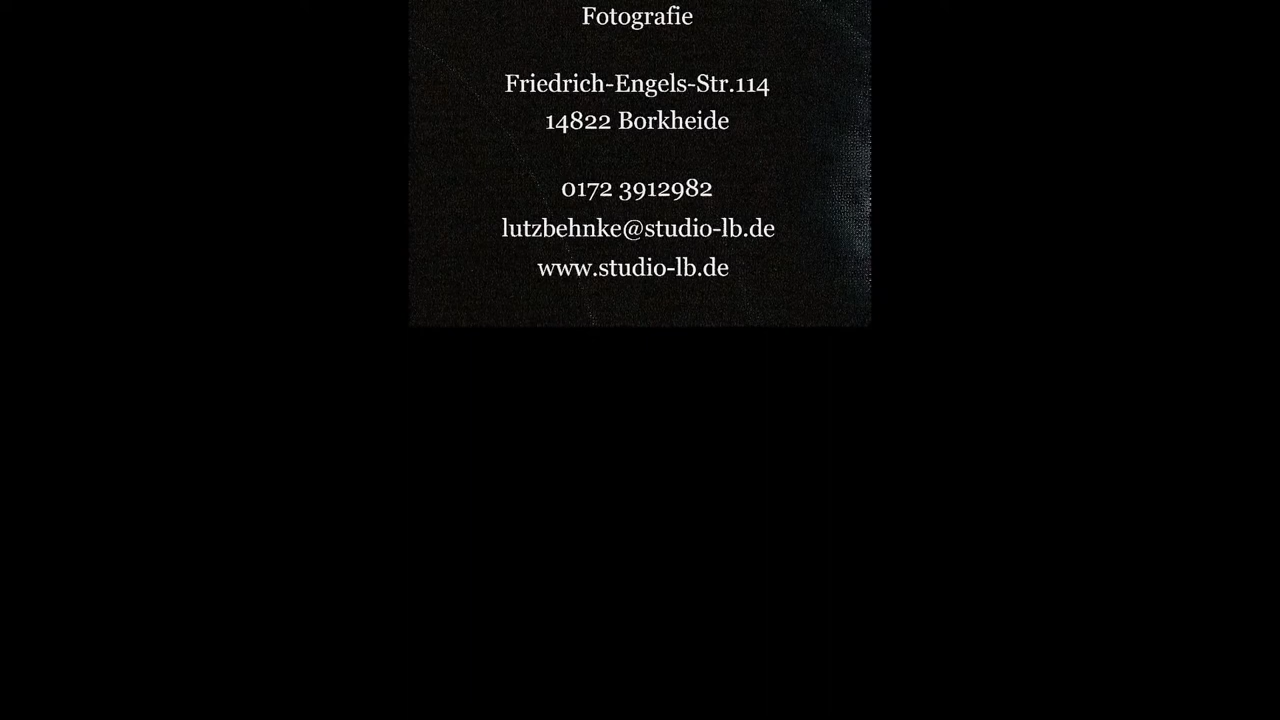 Fotografie
Friedrich-Engels-Str.114
14822 Borkheide
0172 3912982
lutzbehnke@studio-lb.de
www.studio-lb.de